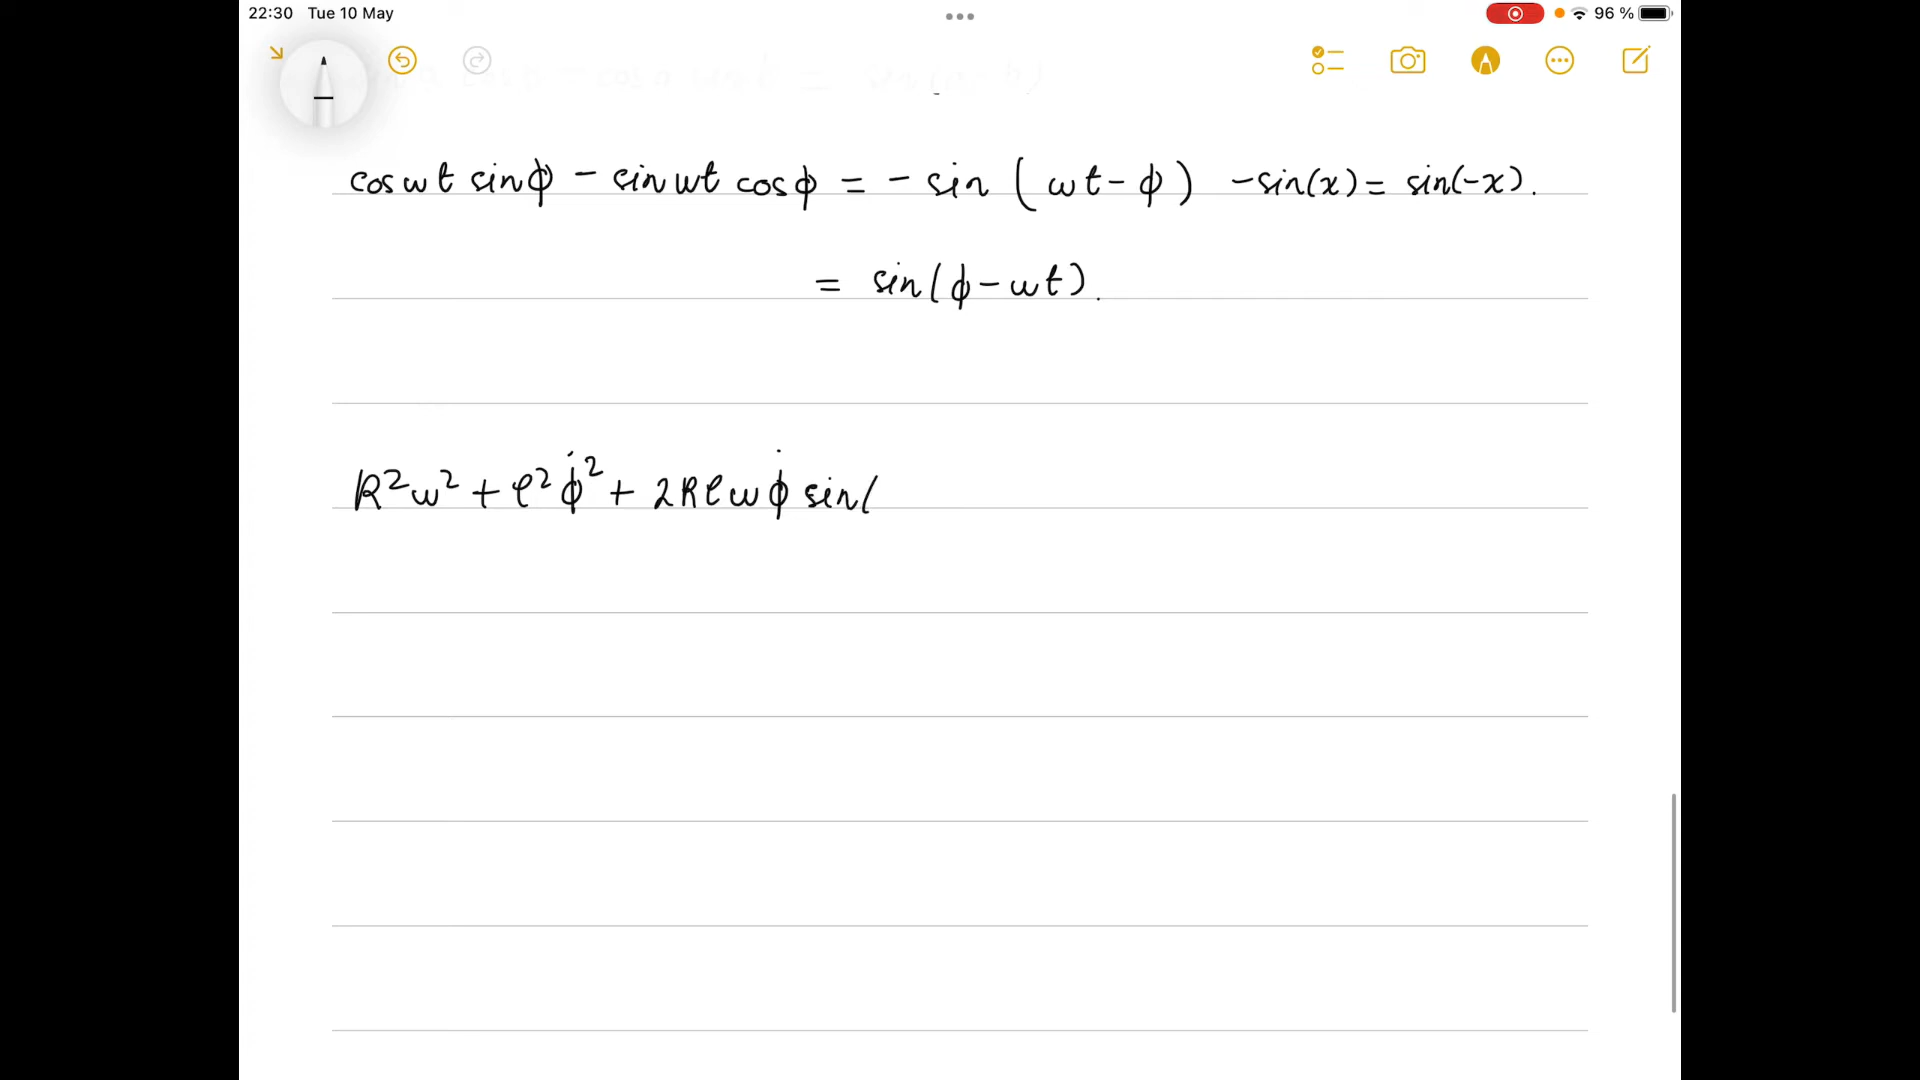 22:30 Tue 10 May
96 %
cos ωt sin ϕ - sin ωt cos ϕ = - sin ( ωt - ϕ ) - sin(x) = sin(-x).
= sin(ϕ - ωt).
R²ω² + ℓ²ϕ̇² + 2Rℓωϕ̇ sin(